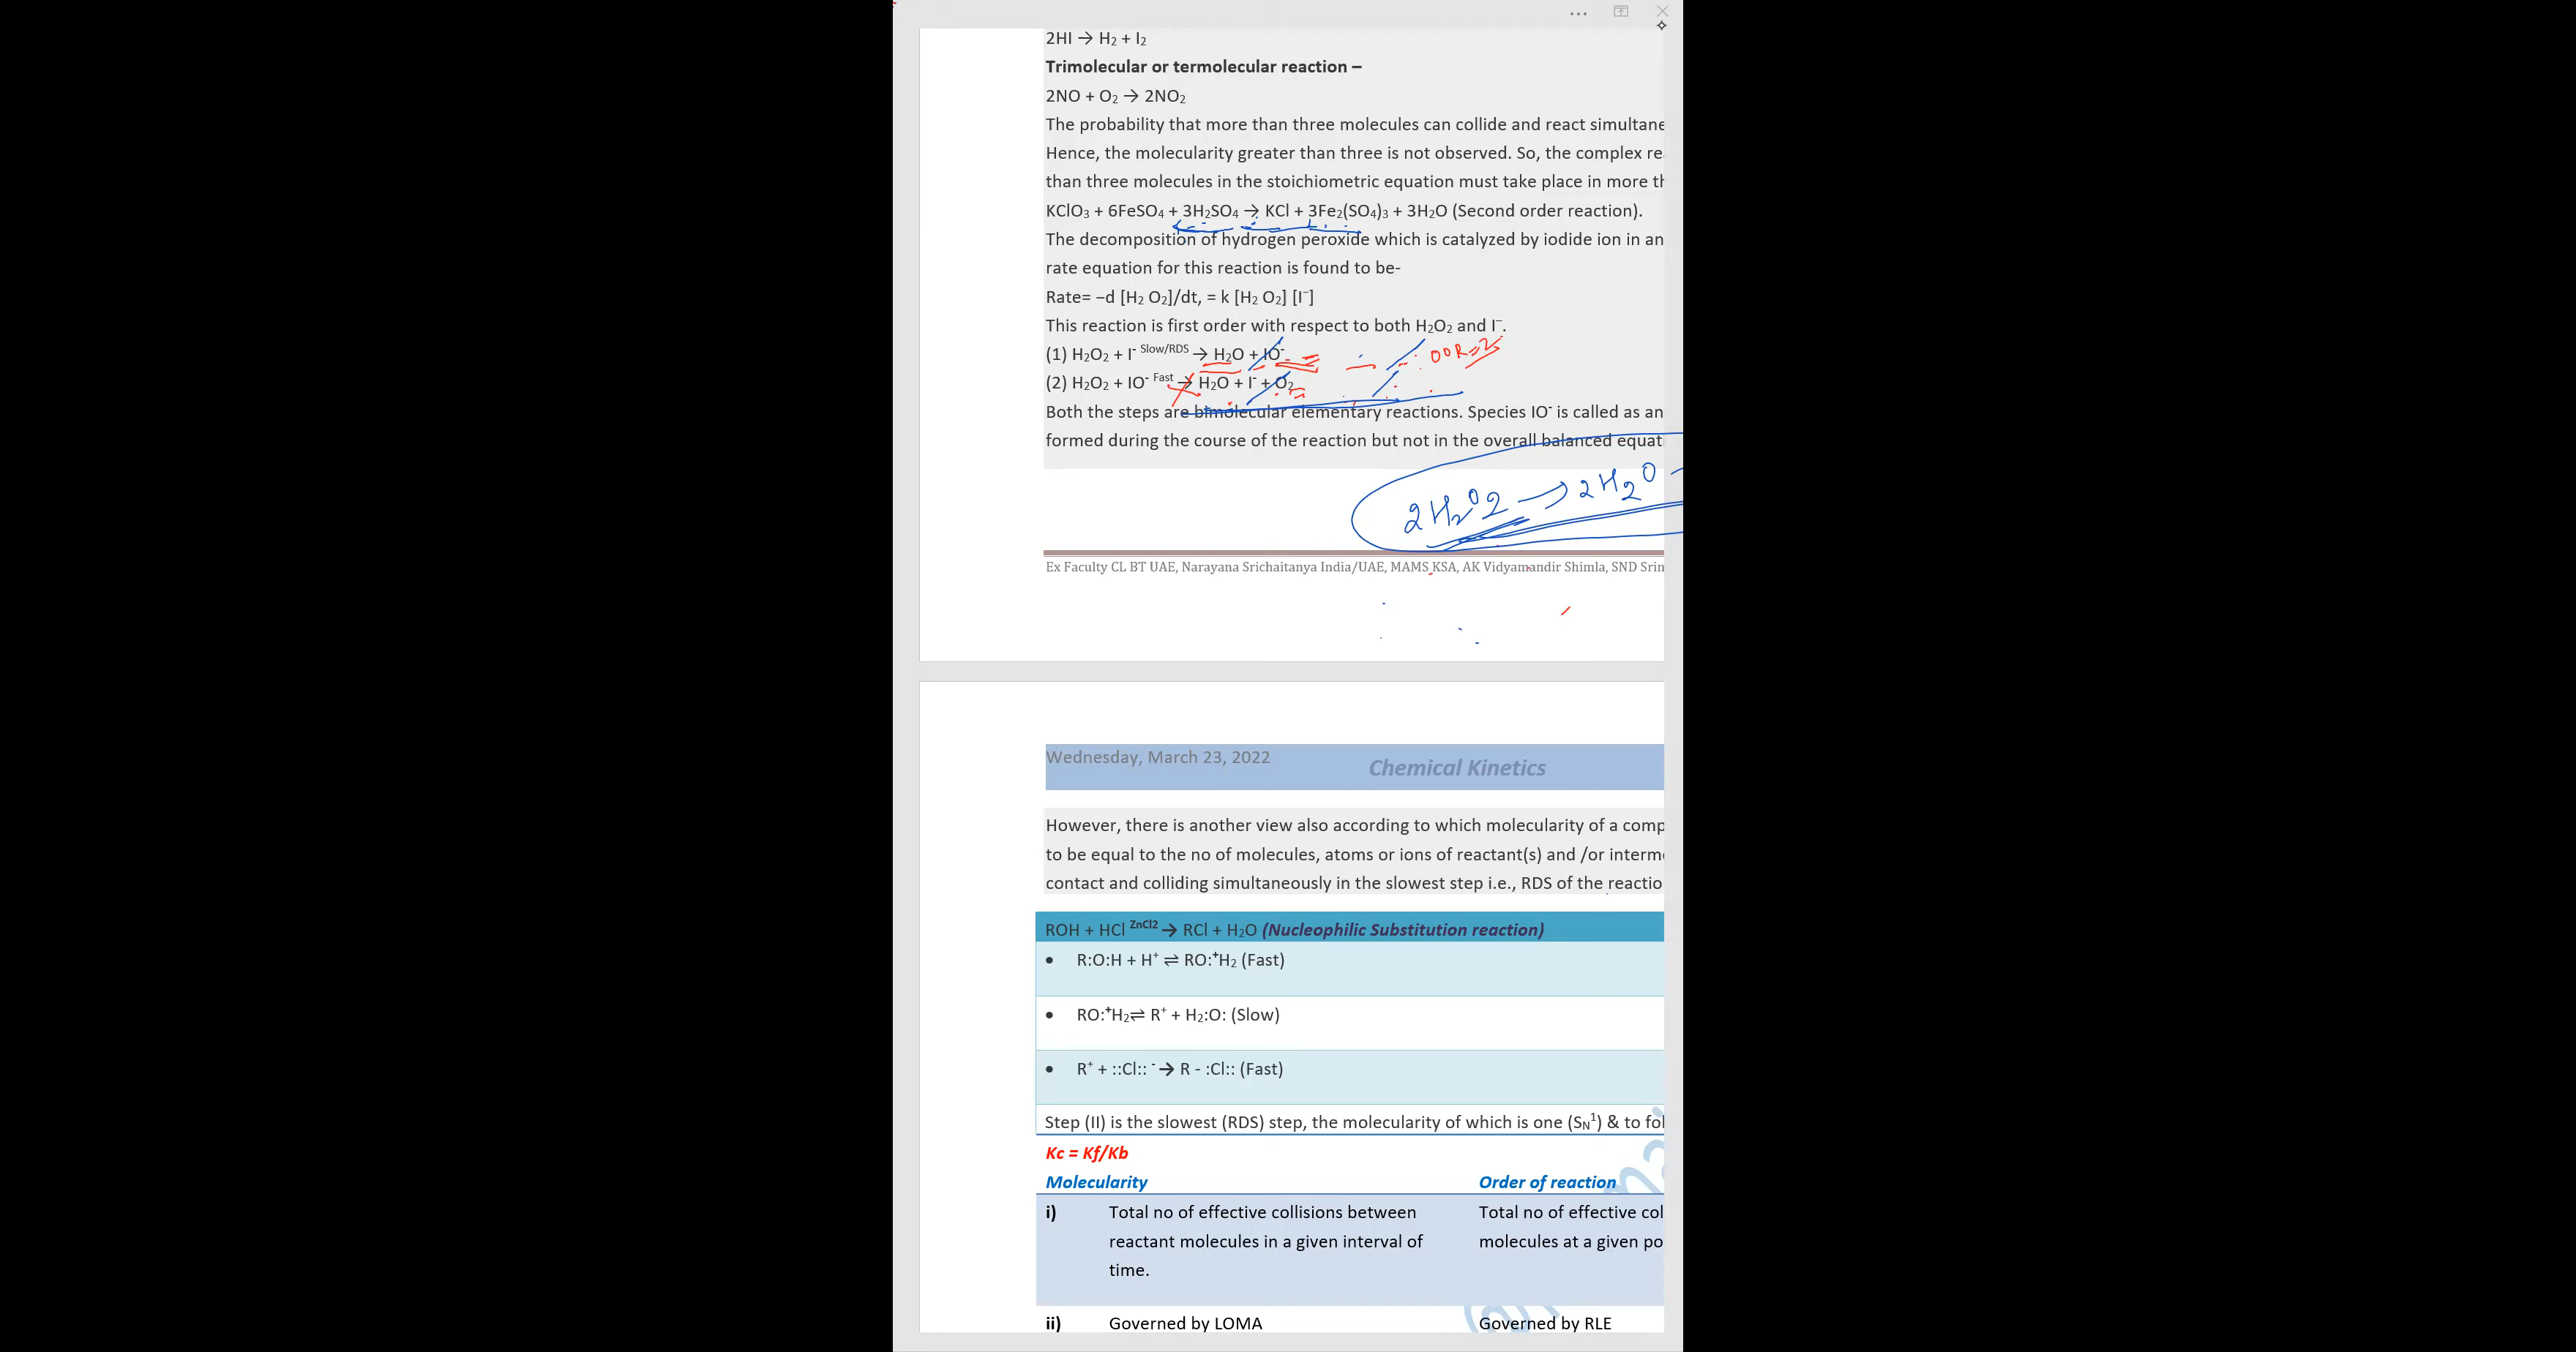 2HI → H₂ + I₂
Trimolecular or termolecular reaction –
2NO + O₂ → 2NO₂
The probability that more than three molecules can collide and react simultane
Hence, the molecularity greater than three is not observed. So, the complex re
than three molecules in the stoichiometric equation must take place in more th
KClO₃ + 6FeSO₄ + 3H₂SO₄ → KCl + 3Fe₂(SO₄)₃ + 3H₂O (Second order reaction).
The decomposition of hydrogen peroxide which is catalyzed by iodide ion in an
rate equation for this reaction is found to be-
Rate= –d [H₂ O₂]/dt, = k [H₂ O₂] [I⁻]
This reaction is first order with respect to both H₂O₂ and I⁻.
(1) H₂O₂ + I⁻ Slow/RDS → H₂O + IO⁻ OOR=2
(2) H₂O₂ + IO⁻ Fast → H₂O + I⁻ + O₂
Both the steps are bimolecular elementary reactions. Species IO⁻ is called as an
formed during the course of the reaction but not in the overall balanced equati
2H₂O₂ → 2H₂O
Ex Faculty CL BT UAE, Narayana Srichaitanya India/UAE, MAMS KSA, AK Vidyamandir Shimla, SND Srin
Wednesday, March 23, 2022
Chemical Kinetics
However, there is another view also according to which molecularity of a comp
to be equal to the no of molecules, atoms or ions of reactant(s) and /or interme
contact and colliding simultaneously in the slowest step i.e., RDS of the reactio
ROH + HCl ZnCl2 → RCl + H₂O (Nucleophilic Substitution reaction)
• R:O:H + H⁺ ⇌ RO:⁺H₂ (Fast)
• RO:⁺H₂⇌ R⁺ + H₂:O: (Slow)
• R⁺ + ::Cl:: ⁻ → R - :Cl:: (Fast)
Step (II) is the slowest (RDS) step, the molecularity of which is one (SN¹) & to fol
Kc = Kf/Kb
Molecularity Order of reaction
i) Total no of effective collisions between Total no of effective col
reactant molecules in a given interval of molecules at a given po
time.
ii) Governed by LOMA Governed by RLE